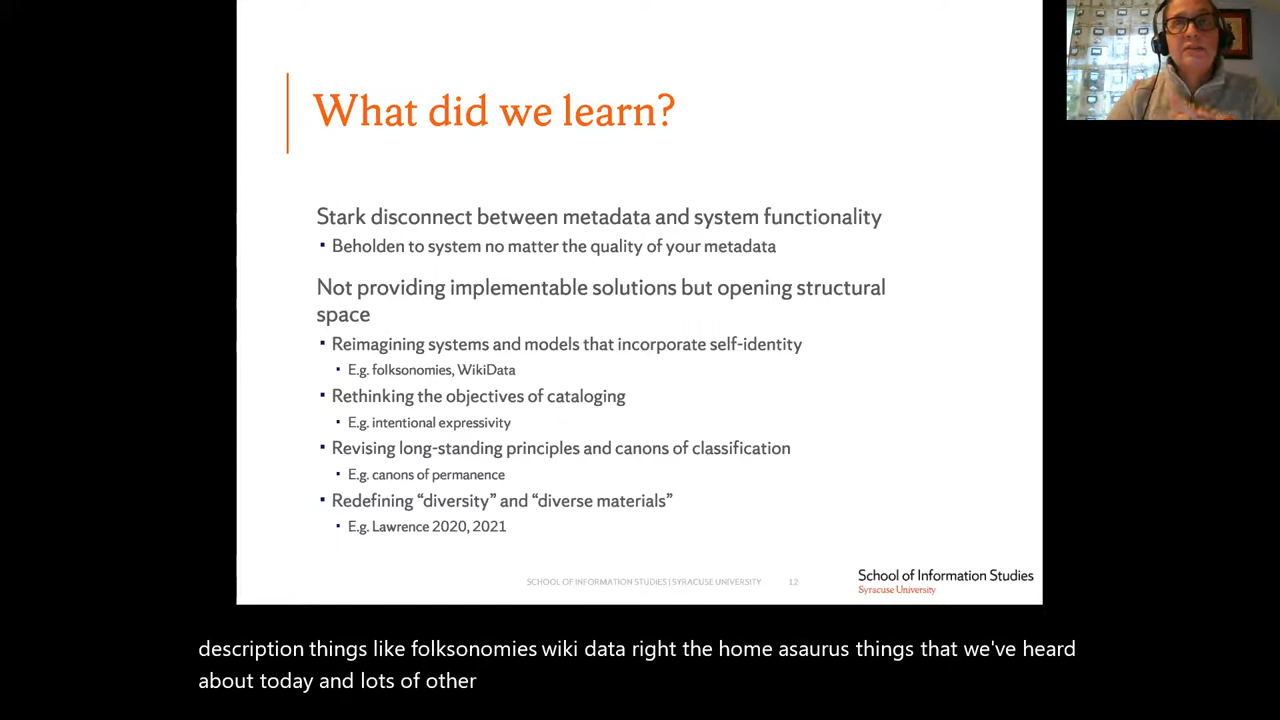 What did we learn?
Stark disconnect between metadata and system functionality
▪ Beholden to system no matter the quality of your metadata
Not providing implementable solutions but opening structural
space
▪ Reimagining systems and models that incorporate self-identity
▪ E.g. folksonomies, WikiData
▪ Rethinking the objectives of cataloging
▪ E.g. intentional expressivity
▪ Revising long-standing principles and canons of classification
▪ E.g. canons of permanence
▪ Redefining “diversity” and “diverse materials”
▪ E.g. Lawrence 2020, 2021
SCHOOL OF INFORMATION STUDIES | SYRACUSE UNIVERSITY 12
School of Information Studies
Syracuse University
description things like folksonomies wiki data right the home asaurus things that we've heard
about today and lots of other